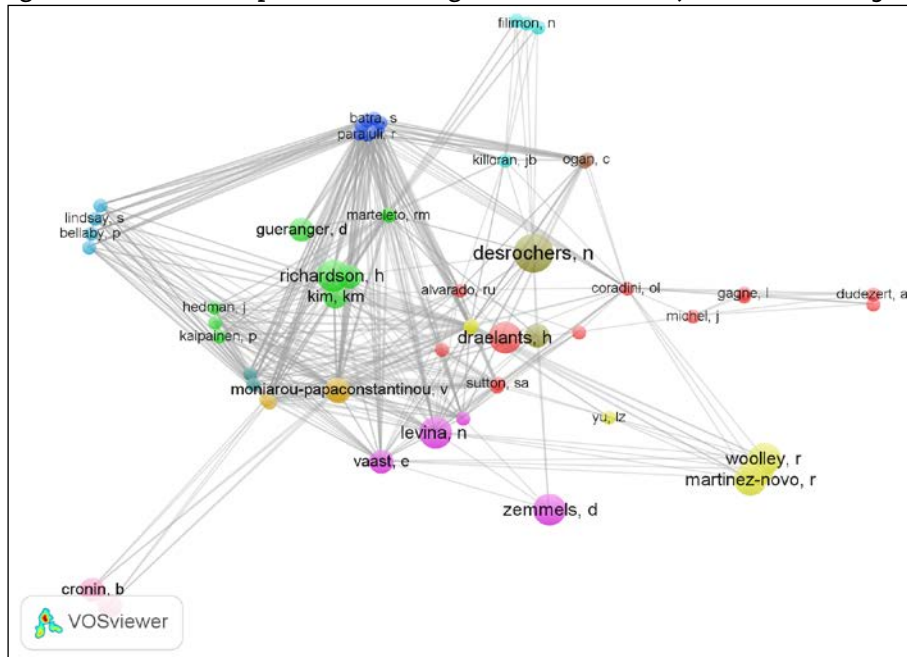 filimon, n
batra, s
parajuli, r
killoran, jb
ogan, c
lindsay, s
bellaby, p
marteleto, rm
gueranger, d
desrochers, n
richardson, h
kim, km
alvarado, ru
coradini, ol
gagne, l
dudezert, a
michel, j
hedman, j
kaipainen, p
draelants, h
moniarou-papaconstantinou, v
sutton, sa
yu, lz
levina, n
vaast, e
woolley, r
martinez-novo, r
zemmels, d
cronin, b
VOSviewer